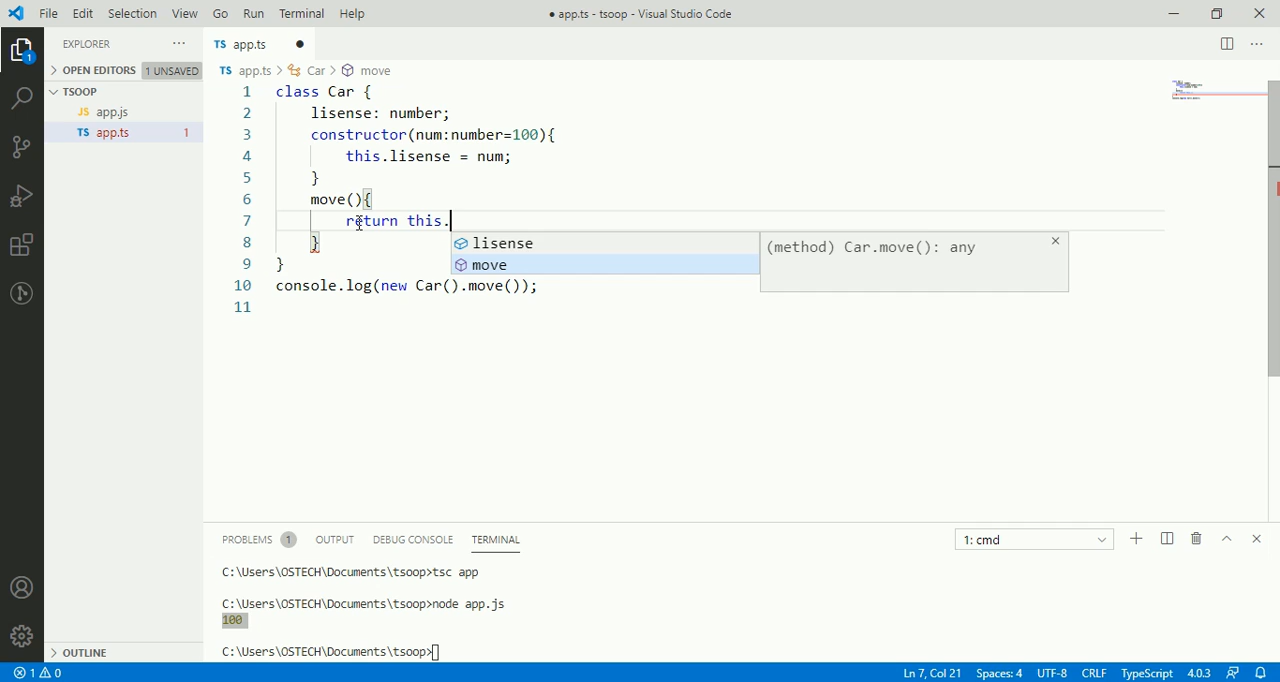 File Edit Selection View Go Run Terminal Help
● app.ts - tsoop - Visual Studio Code
EXPLORER ···
TS app.ts ●
OPEN EDITORS 1 UNSAVED
TS app.ts > Car > move
TSOOP
JS app.js
TS app.ts 1
1 class Car {
2 lisense: number;
3 constructor(num:number=100){
4 this.lisense = num;
5 }
6 move(){
7 return this.
8 }
9 }
10 console.log(new Car().move());
11
lisense
move
(method) Car.move(): any
1
OUTLINE
PROBLEMS 1 OUTPUT DEBUG CONSOLE TERMINAL
1: cmd
C:\Users\OSTECH\Documents\tsoop>tsc app
C:\Users\OSTECH\Documents\tsoop>node app.js
100
C:\Users\OSTECH\Documents\tsoop>
1 0
Ln 7, Col 21 Spaces: 4 UTF-8 CRLF TypeScript 4.0.3